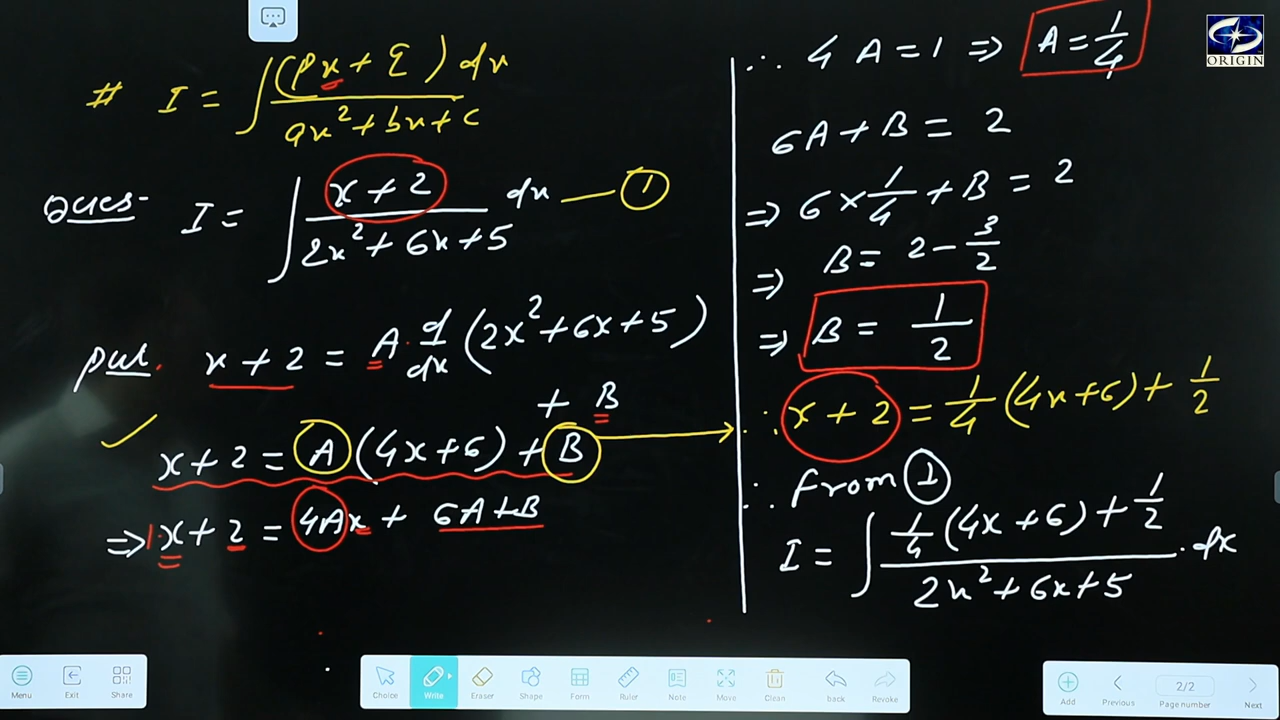 # I = ∫ (px + q) dx / ax² + bx + c
Ques- I = ∫ x + 2 / 2x² + 6x + 5 dx — ①
put. x + 2 = A. d/dx (2x² + 6x + 5)
+ B
x + 2 = A (4x + 6) + B
⇒ 1.x + 2 = 4Ax + 6A + B
∴ 4A = 1 ⇒ A = 1/4
6A + B = 2
⇒ 6 × 1/4 + B = 2
⇒ B = 2 - 3/2
⇒ B = 1/2
∴ x + 2 = 1/4 (4x + 6) + 1/2
∴ from ①
I = ∫ 1/4 (4x + 6) + 1/2 / 2x² + 6x + 5 . dx
ORIGIN
Menu Exit Share
Choice Write Eraser Shape Form Ruler Note Move Clean back Revoke
Add Previous 2/2 Page number Next